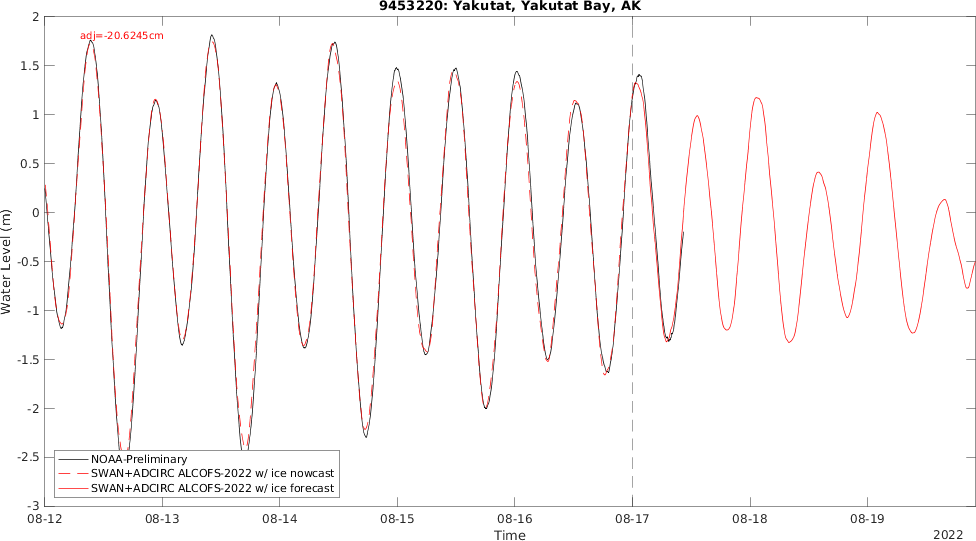 9453220: Yakutat, Yakutat Bay, AK
adj=-20.6245cm
2
1.5
1
0.5
0
-0.5
-1
-1.5
-2
-2.5
-3
Water Level (m)
NOAA-Preliminary
SWAN+ADCIRC ALCOFS-2022 w/ ice nowcast
SWAN+ADCIRC ALCOFS-2022 w/ ice forecast
08-12 08-13 08-14 08-15 08-16 08-17 08-18 08-19
Time
2022